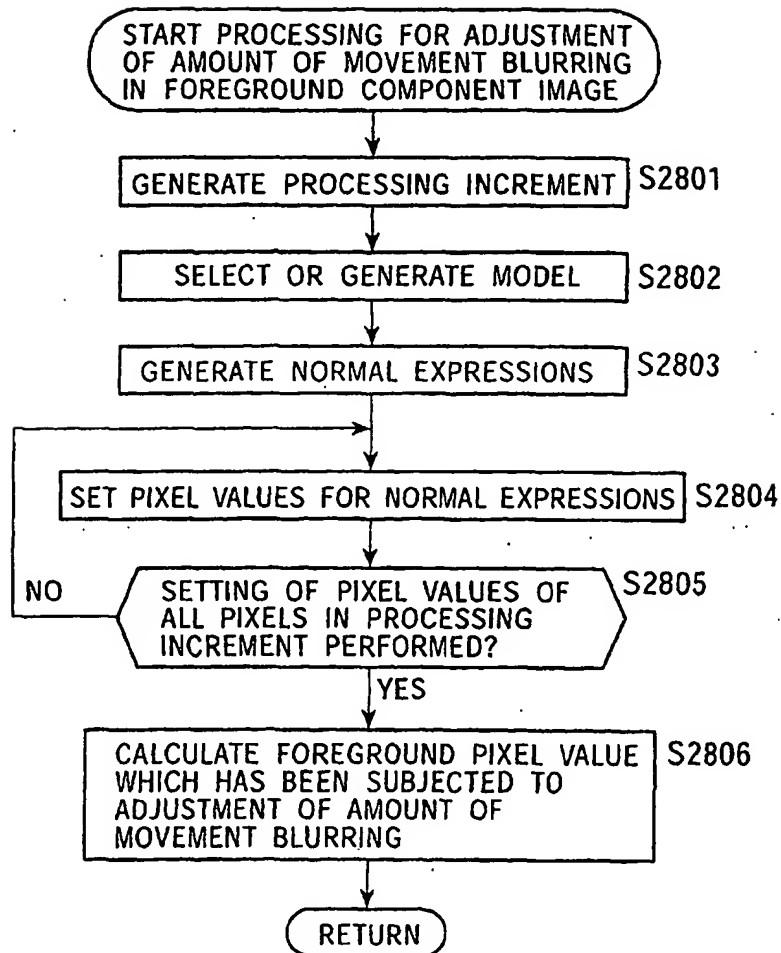 START PROCESSING FOR ADJUSTMENT
OF AMOUNT OF MOVEMENT BLURRING
IN FOREGROUND COMPONENT IMAGE
GENERATE PROCESSING INCREMENT
S2801
SELECT OR GENERATE MODEL
S2802
GENERATE NORMAL EXPRESSIONS
S2803
SET PIXEL VALUES FOR NORMAL EXPRESSIONS
S2804
NO
SETTING OF PIXEL VALUES OF
ALL PIXELS IN PROCESSING
INCREMENT PERFORMED?
S2805
YES
CALCULATE FOREGROUND PIXEL VALUE
WHICH HAS BEEN SUBJECTED TO
ADJUSTMENT OF AMOUNT OF
MOVEMENT BLURRING
S2806
RETURN